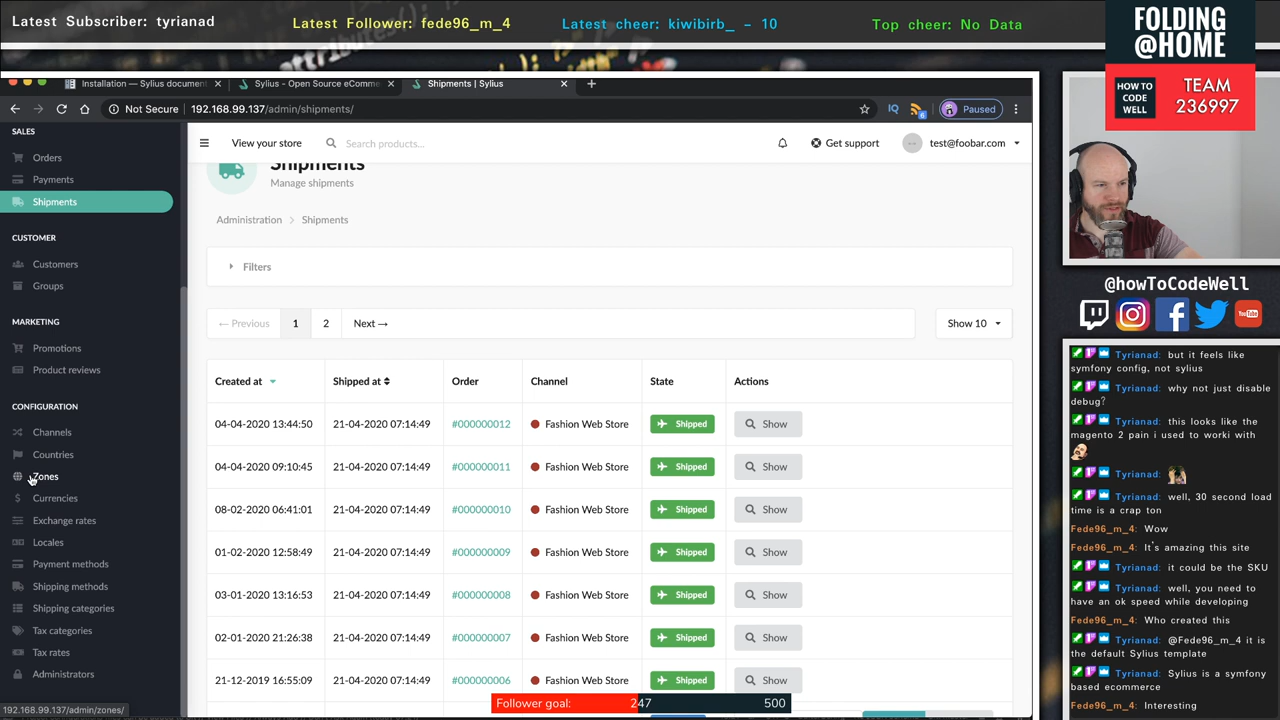 Latest Subscriber: tyrianad
Latest Follower: fede96_m_4
Latest cheer: kiwibirb_ - 10
Top cheer: No Data
FOLDING
@HOME
HOW TO
CODE
WELL
TEAM
236997
Installation — Sylius document
Sylius - Open Source eComme
Shipments | Sylius
Not Secure
192.168.99.137/admin/shipments/
IQ
6
Paused
SALES
Orders
Payments
Shipments
CUSTOMER
Customers
Groups
MARKETING
Promotions
Product reviews
CONFIGURATION
Channels
Countries
Zones
Currencies
Exchange rates
Locales
Payment methods
Shipping methods
Shipping categories
Tax categories
Tax rates
Administrators
192.168.99.137/admin/zones/
View your store
Search products...
Get support
test@foobar.com
Shipments
Manage shipments
Administration
Shipments
Filters
← Previous
1
2
Next →
Show 10
Created at
Shipped at
Order
Channel
State
Actions
04-04-2020 13:44:50
21-04-2020 07:14:49
#000000012
Fashion Web Store
Shipped
Show
04-04-2020 09:10:45
21-04-2020 07:14:49
#000000011
Fashion Web Store
Shipped
Show
08-02-2020 06:41:01
21-04-2020 07:14:49
#000000010
Fashion Web Store
Shipped
Show
01-02-2020 12:58:49
21-04-2020 07:14:49
#000000009
Fashion Web Store
Shipped
Show
03-01-2020 13:16:53
21-04-2020 07:14:49
#000000008
Fashion Web Store
Shipped
Show
02-01-2020 21:26:38
21-04-2020 07:14:49
#000000007
Fashion Web Store
Shipped
Show
21-12-2019 16:55:09
21-04-2020 07:14:49
#000000006
Fashion Web Store
Shipped
Show
Follower goal:
247
500
@howToCodeWell
Tyrianad: but it feels like
symfony config, not sylius
Tyrianad: why not just disable
debug?
Tyrianad: this looks like the
magento 2 pain i used to worki with
Tyrianad:
Tyrianad: well, 30 second load
time is a crap ton
Fede96_m_4: Wow
Fede96_m_4: It's amazing this site
Tyrianad: it could be the SKU
Tyrianad: well, you need to
have an ok speed while developing
Fede96_m_4: Who created this
Tyrianad: @Fede96_m_4 it is
the default Sylius template
Tyrianad: Sylius is a symfony
based ecommerce
Fede96_m_4: Interesting